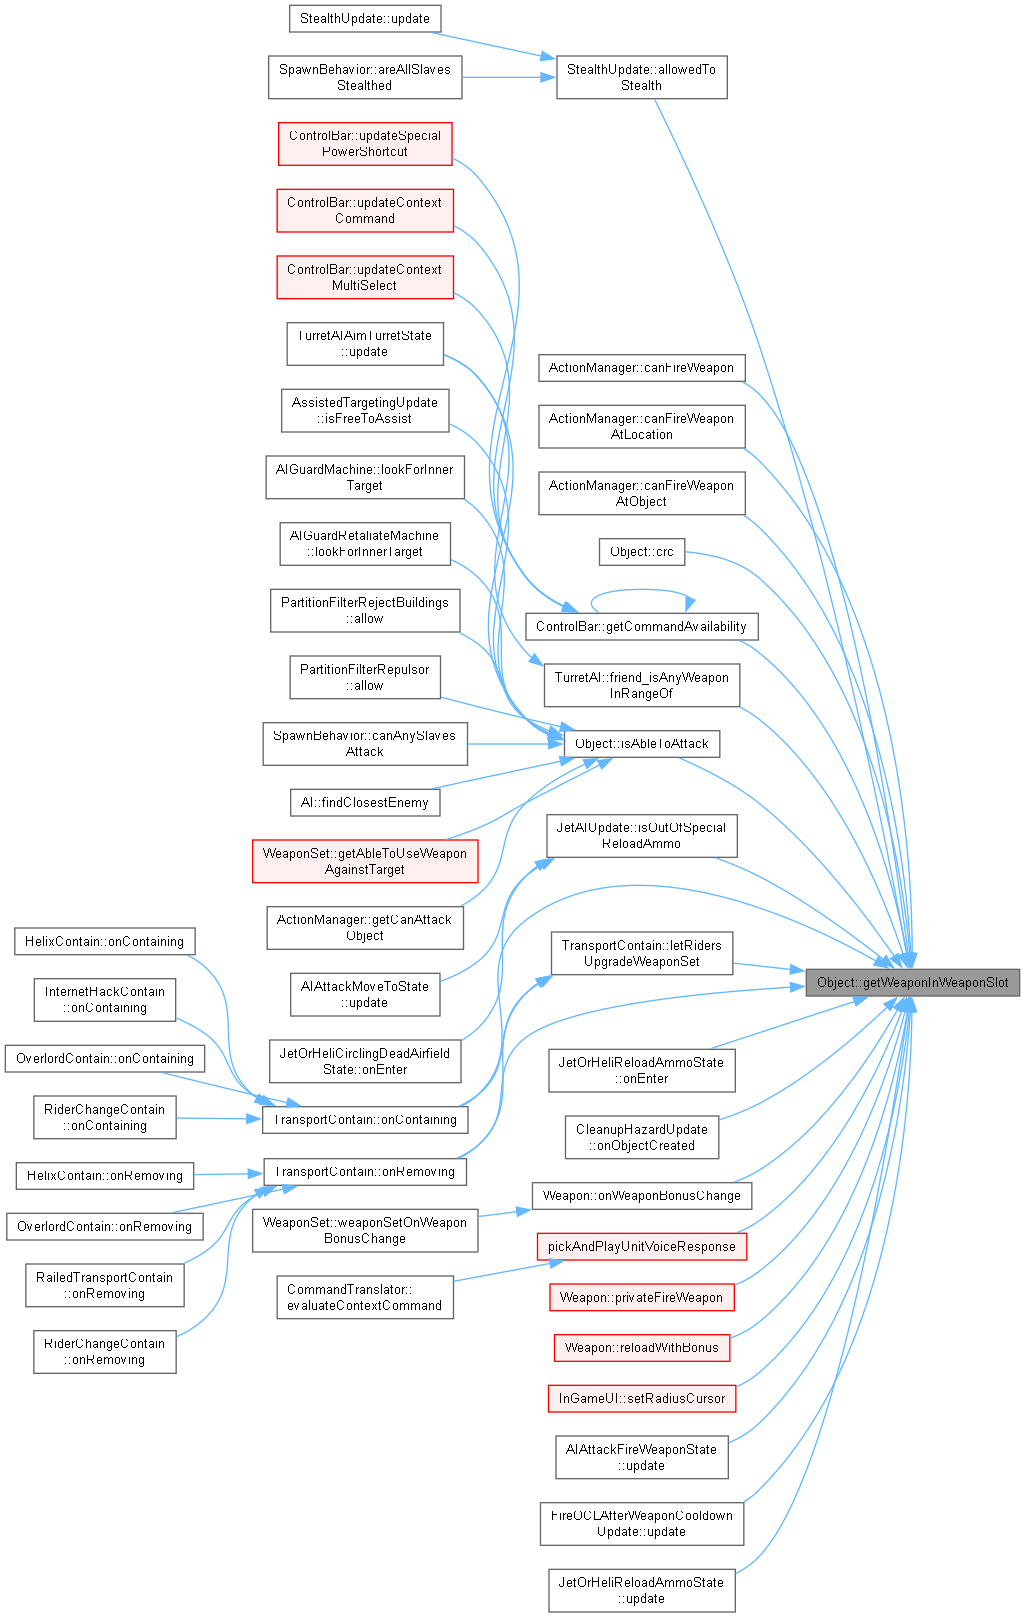 StealthUpdate::update
StealthUpdate::allowedTo
Stealth
SpawnBehavior::areAllSlaves
Stealthed
ControlBar::updateSpecial
PowerShortcut
ControlBar::updateContext
Command
ControlBar::updateContext
MultiSelect
TurretAIAimTurretState
::update
ActionManager::canFireWeapon
AssistedTargetingUpdate
::isFreeToAssist
ActionManager::canFireWeapon
AtLocation
AIGuardMachine::lookForInner
Target
ActionManager::canFireWeapon
AtObject
AIGuardRetaliateMachine
::lookForInnerTarget
Object::crc
PartitionFilterRejectBuildings
::allow
ControlBar::getCommandAvailability
PartitionFilterRepulsor
::allow
TurretAI::friend_isAnyWeapon
InRangeOf
SpawnBehavior::canAnySlaves
Attack
Object::isAbleToAttack
AI::findClosestEnemy
WeaponSet::getAbleToUseWeapon
AgainstTarget
JetAIUpdate::isOutOfSpecial
ReloadAmmo
ActionManager::getCanAttack
Object
HelixContain::onContaining
TransportContain::letRiders
UpgradeWeaponSet
AIAttackMoveToState
::update
Object::getWeaponInWeaponSlot
InternetHackContain
::onContaining
JetOrHeliCirclingDeadAirfield
State::onEnter
JetOrHeliReloadAmmoState
::onEnter
OverlordContain::onContaining
RiderChangeContain
::onContaining
TransportContain::onContaining
CleanupHazardUpdate
::onObjectCreated
HelixContain::onRemoving
TransportContain::onRemoving
Weapon::onWeaponBonusChange
OverlordContain::onRemoving
WeaponSet::weaponSetOnWeapon
BonusChange
pickAndPlayUnitVoiceResponse
RailedTransportContain
::onRemoving
CommandTranslator::
evaluateContextCommand
Weapon::privateFireWeapon
RiderChangeContain
::onRemoving
Weapon::reloadWithBonus
InGameUI::setRadiusCursor
AIAttackFireWeaponState
::update
FireOCLAfterWeaponCooldown
Update::update
JetOrHeliReloadAmmoState
::update